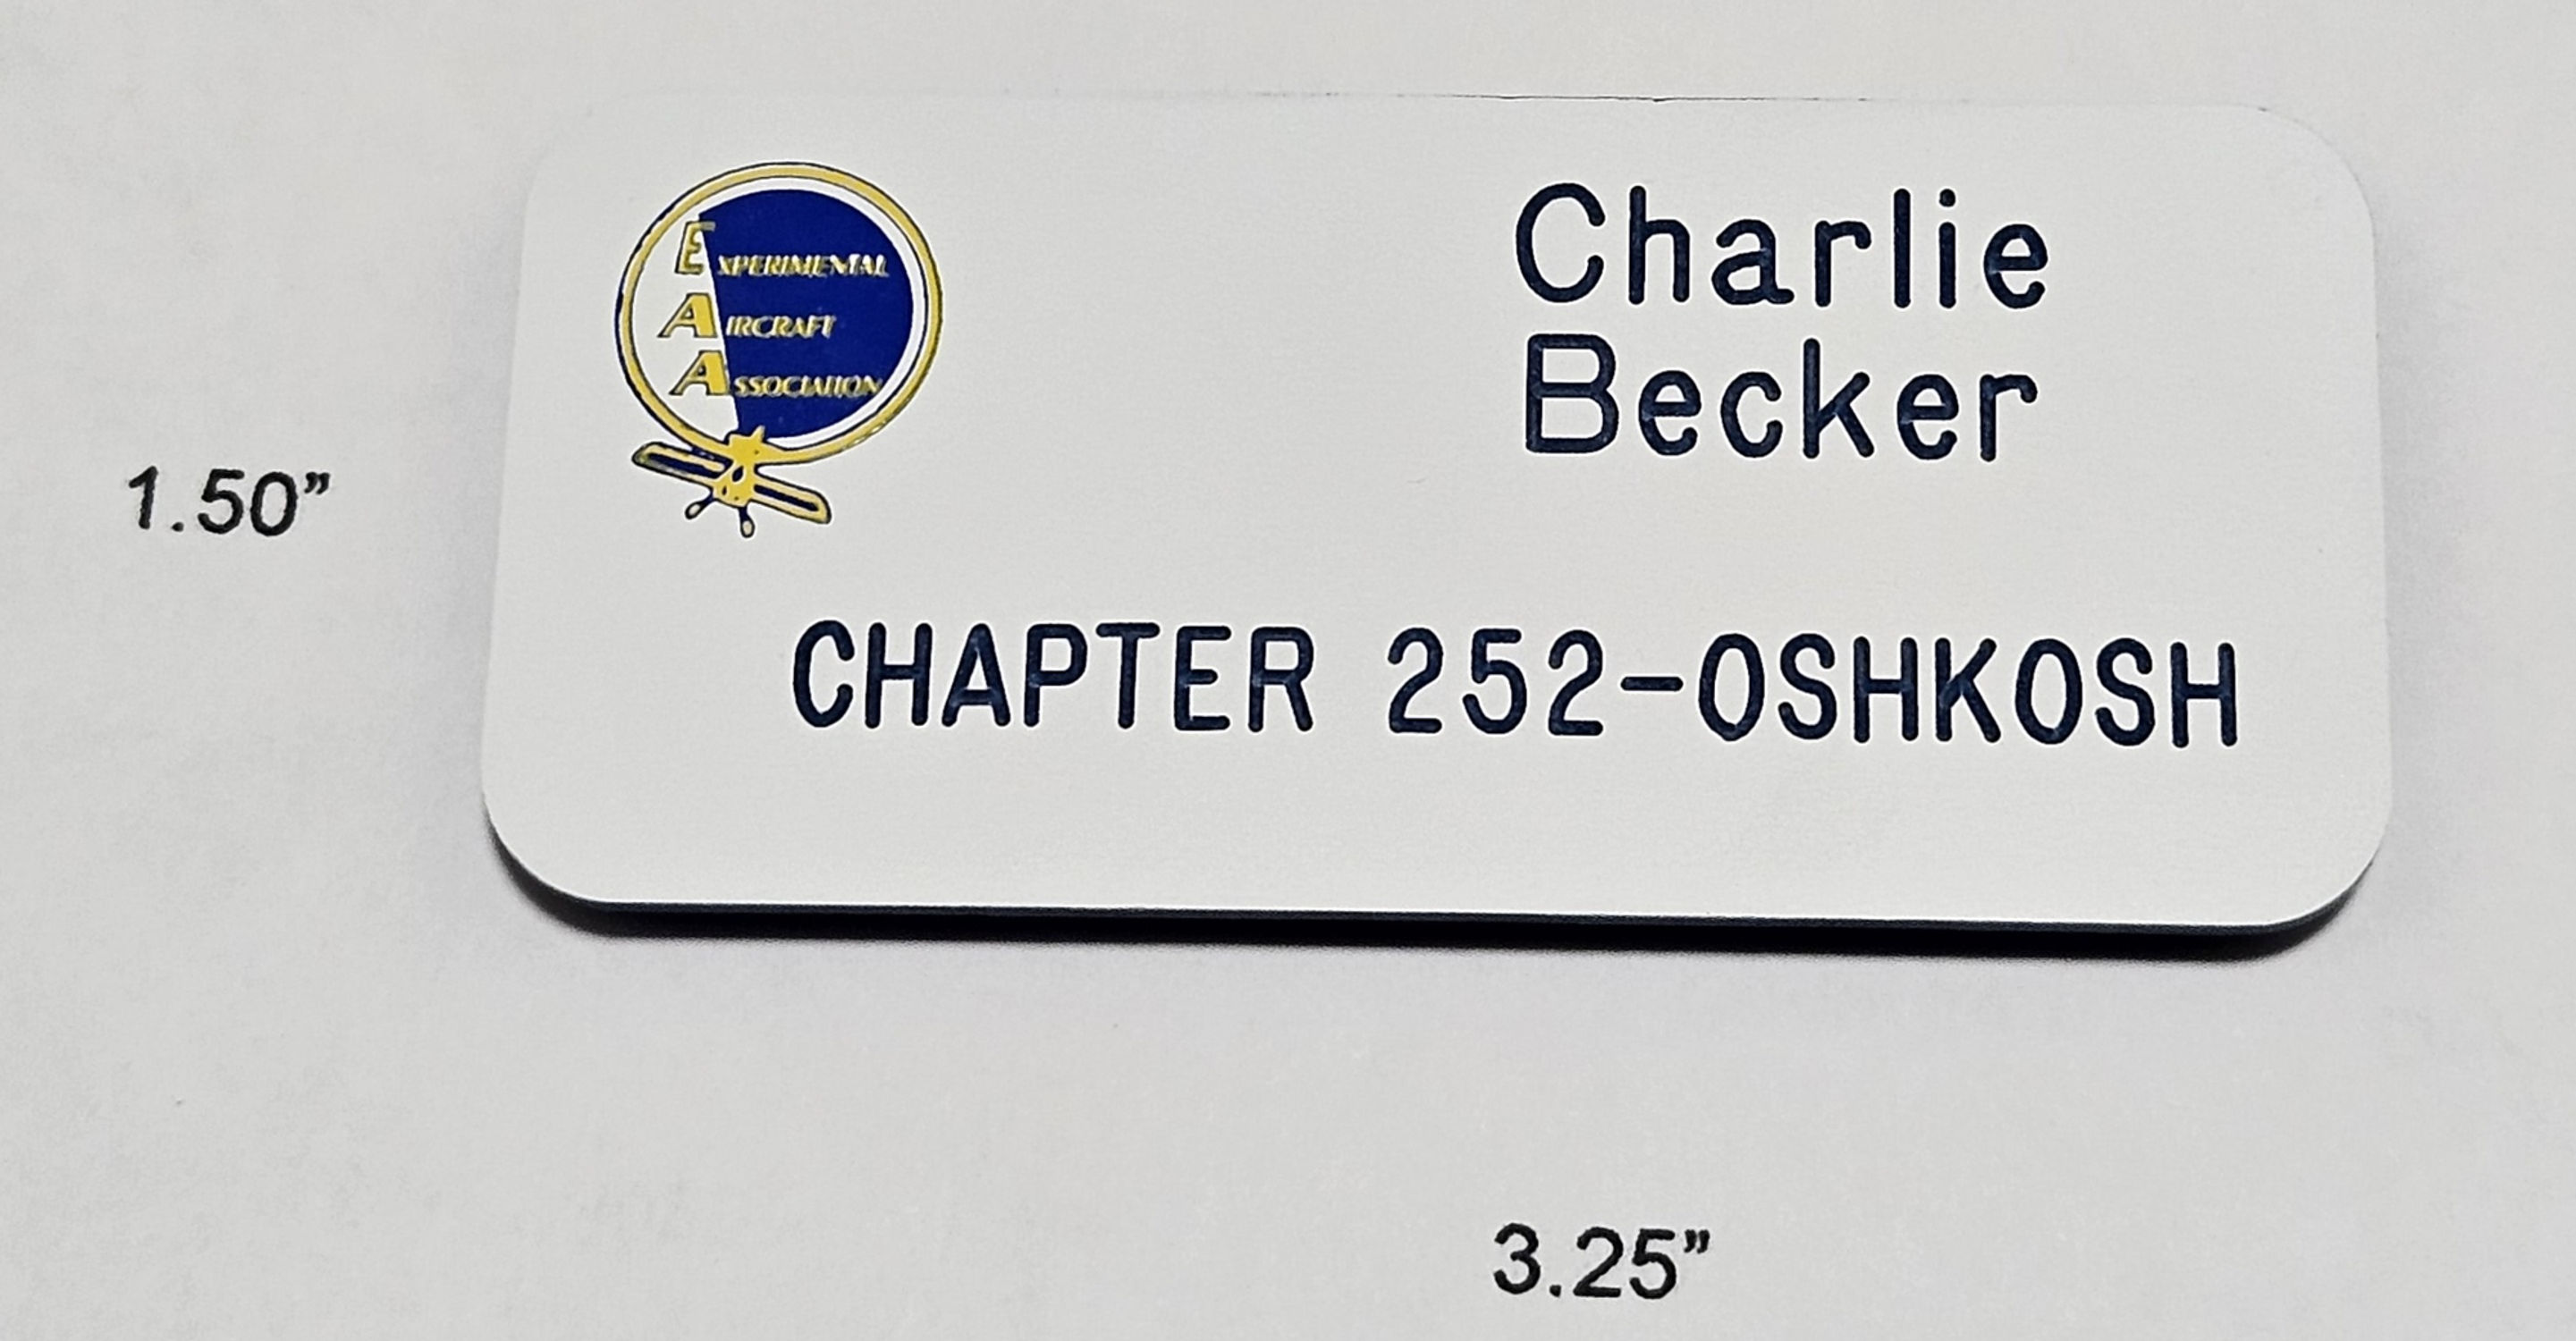 EXPERIMENTAL
AIRCRAFT
ASSOCIATION
Charlie
Becker
CHAPTER 252-OSHKOSH
1.50”
3.25”